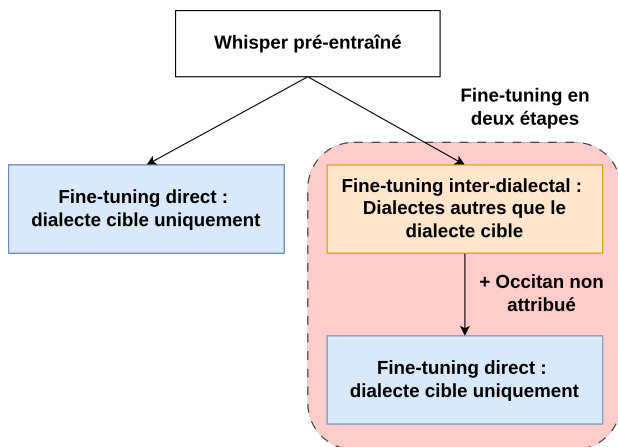 Whisper pré-entraîné
Fine-tuning en
deux étapes
Fine-tuning direct :
dialecte cible uniquement
Fine-tuning inter-dialectal :
Dialectes autres que le
dialecte cible
+ Occitan non
attribué
Fine-tuning direct :
dialecte cible uniquement